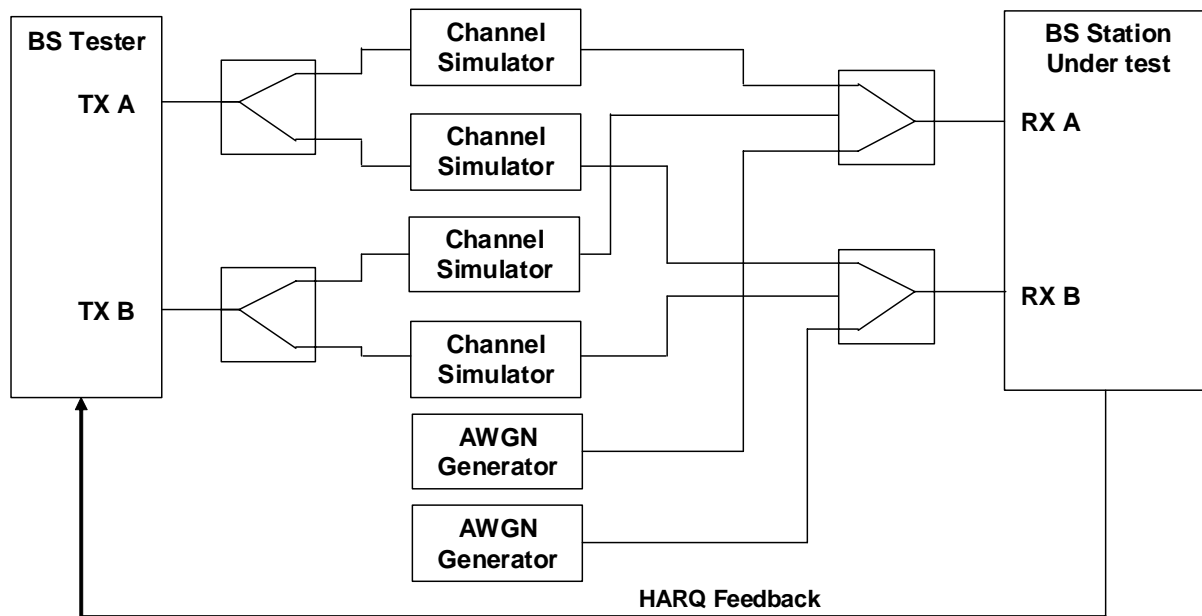 BS Tester
TX A
TX B
Channel
Simulator
Channel
Simulator
Channel
Simulator
Channel
Simulator
AWGN
Generator
AWGN
Generator
BS Station
Under test
RX A
RX B
HARQ Feedback